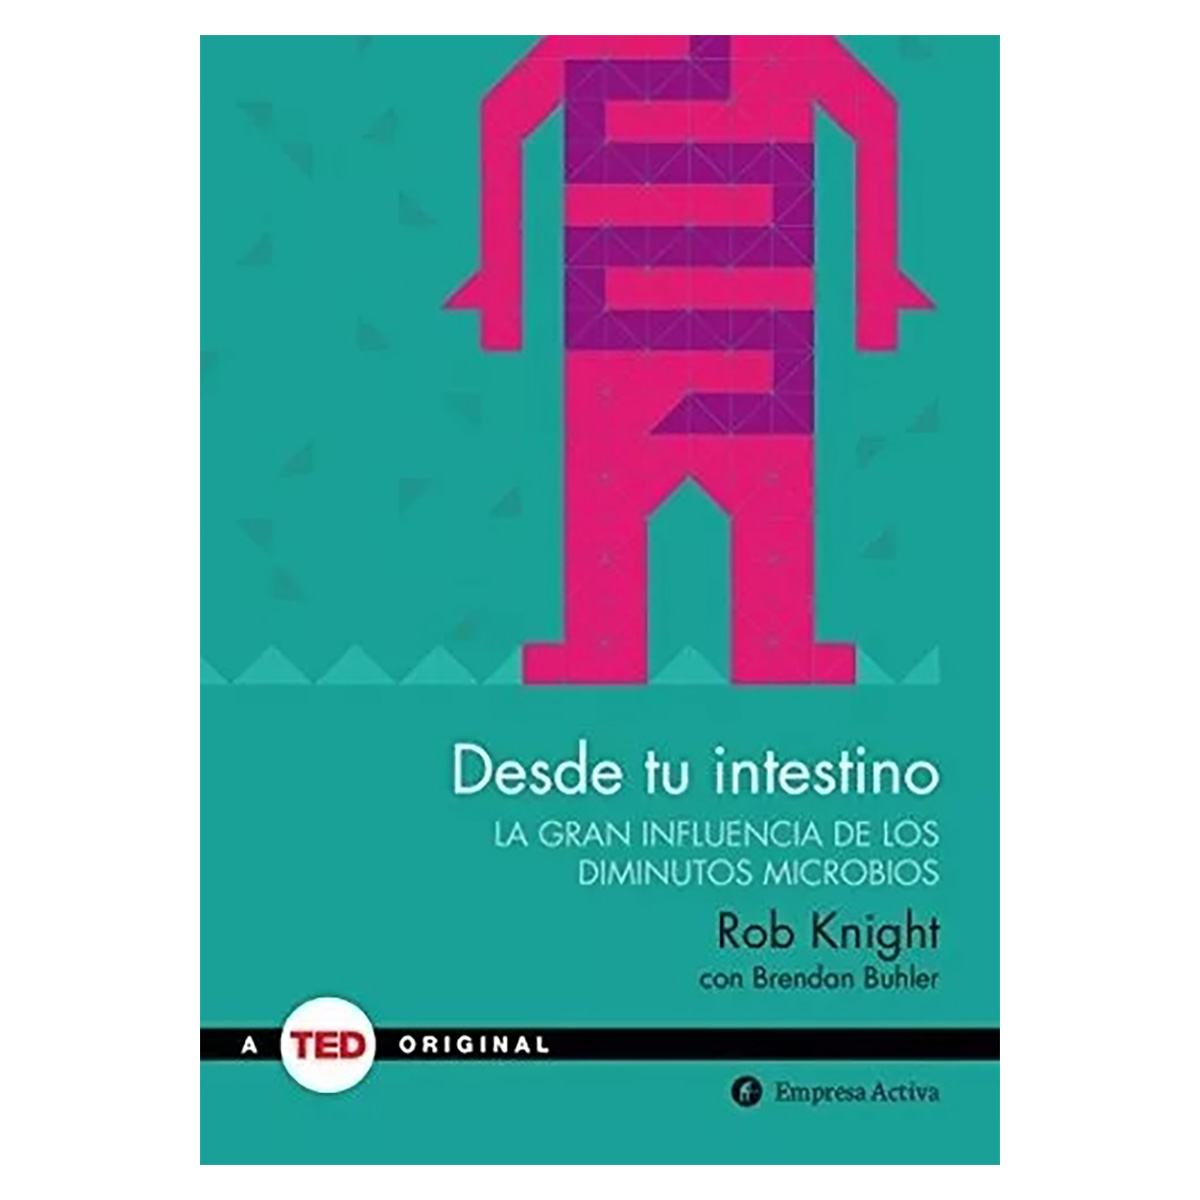 Desde tu intestino
LA GRAN INFLUENCIA DE LOS
DIMINUTOS MICROBIOS
Rob Knight
con Brendan Buhler
A TED ORIGINAL
Empresa Activa